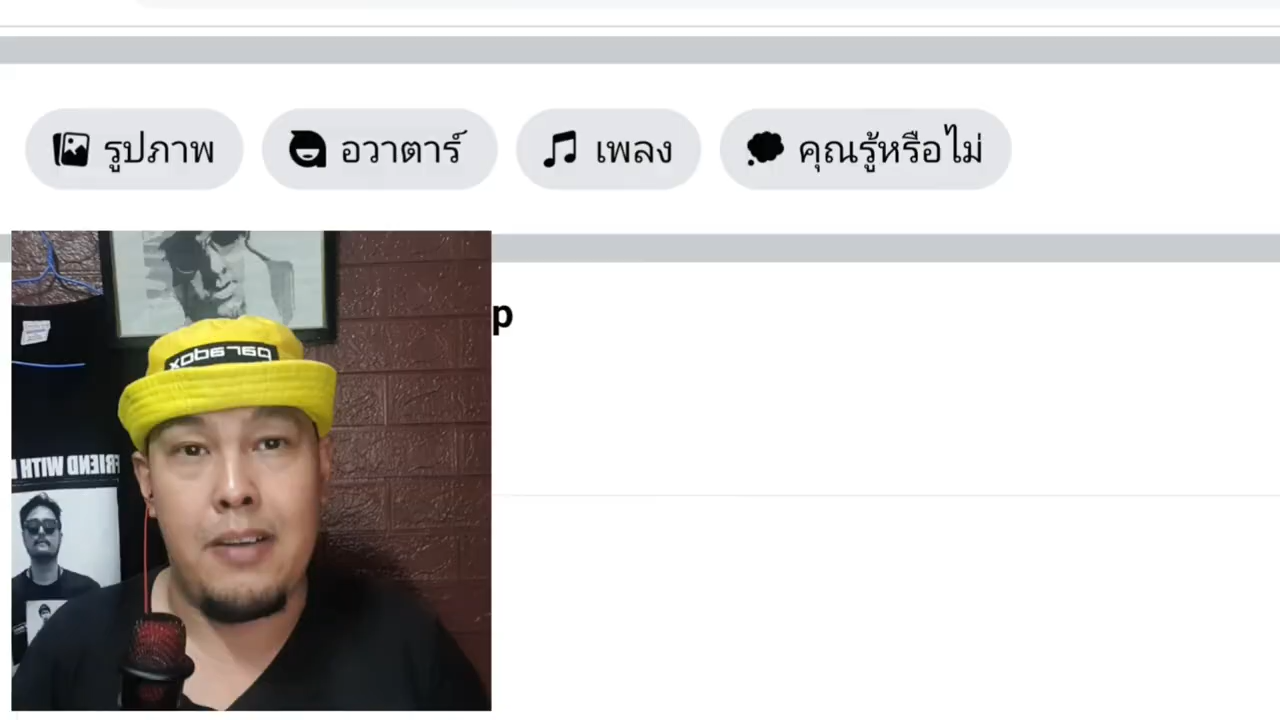 รูปภาพ
อวาตาร์
เพลง
คุณรู้หรือไม่
p
paradox
FRIEND WITH